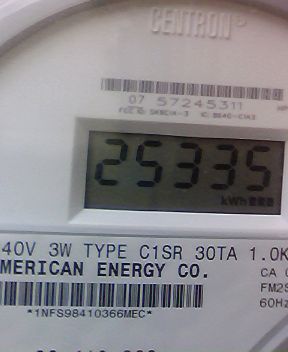 CENTRON®
07 57245311
25335
kWh
40V 3W TYPE C1SR 30TA 1.0K
MERICAN ENERGY CO.
CA
FM2S
60Hz
*1NFS98410366MEC*